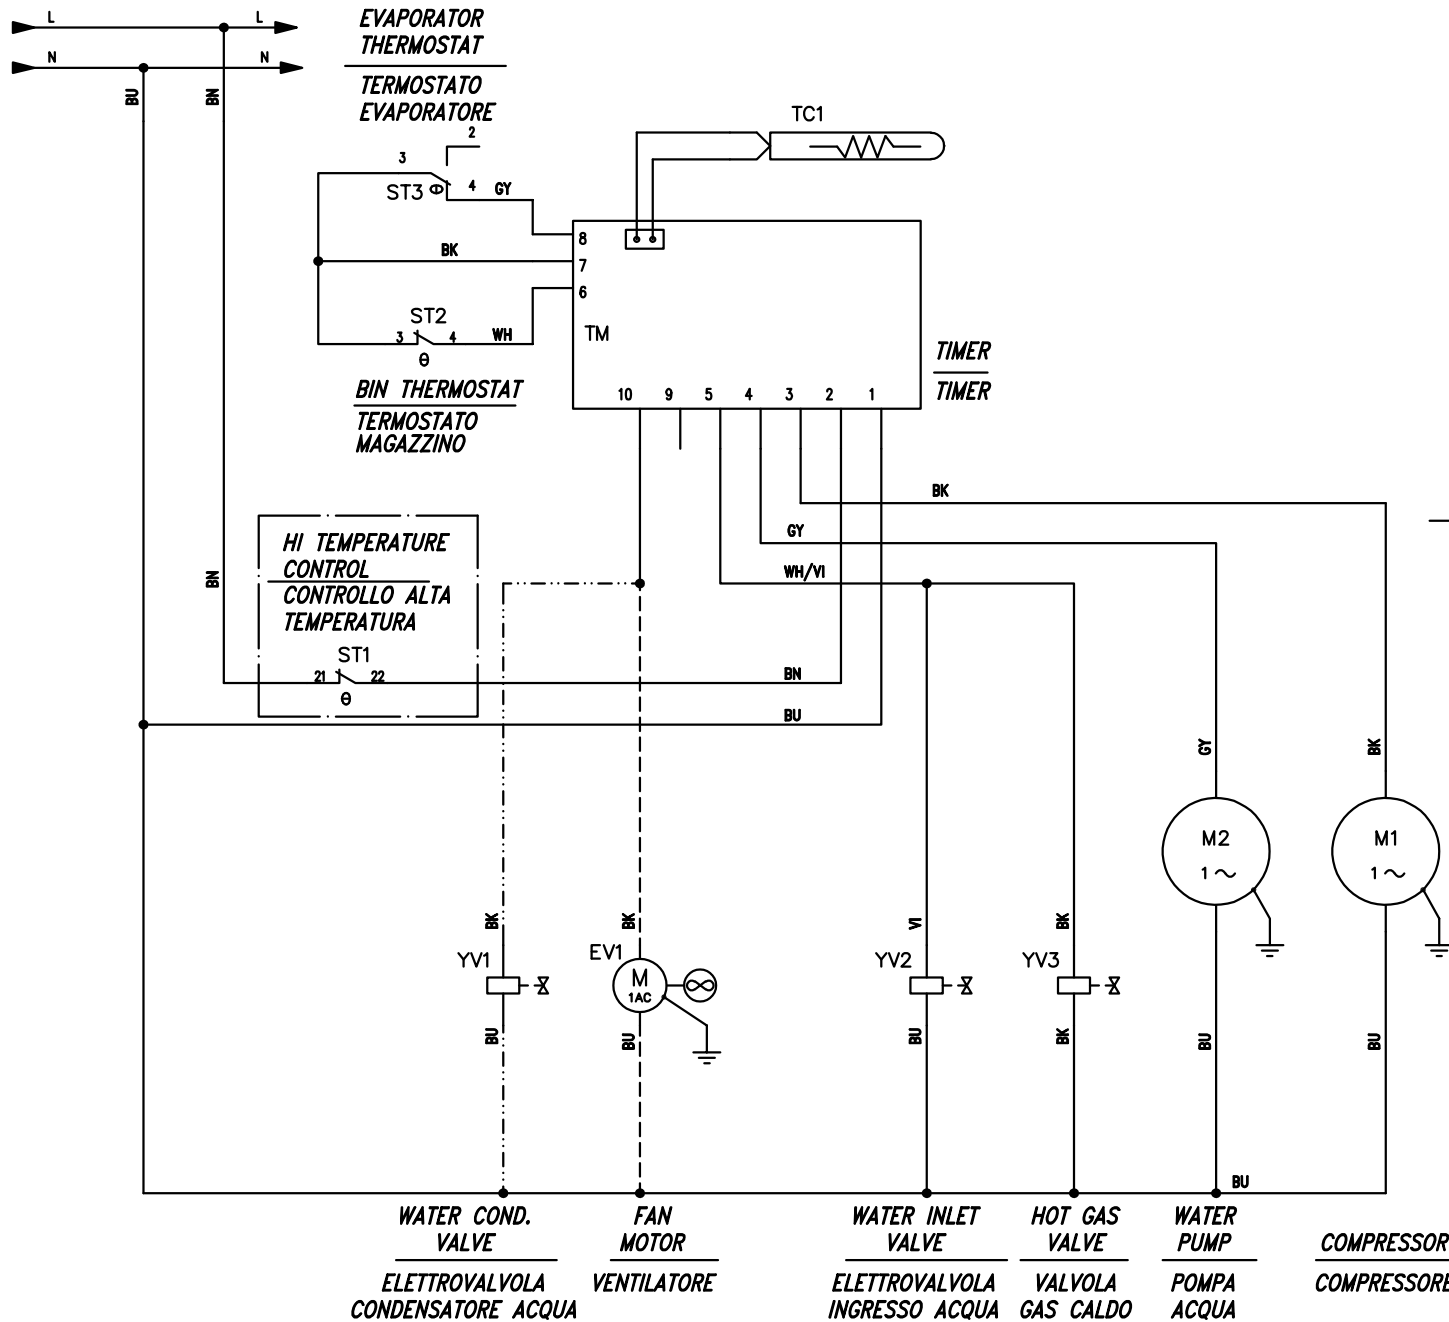 L
L
N
N
BU
BN
EVAPORATOR
THERMOSTAT
TERMOSTATO
EVAPORATORE
2
3
ST3
4
GY
TC1
BK
8
7
6
ST2
3
4
WH
θ
TM
BIN THERMOSTAT
TERMOSTATO
MAGAZZINO
TIMER
TIMER
10
9
5
4
3
2
1
BK
GY
WH/VI
HI TEMPERATURE
CONTROL
CONTROLLO ALTA
TEMPERATURA
BN
ST1
21
22
θ
BN
BU
GY
BK
M2
1 ~
M1
1 ~
BK
BK
VI
BK
YV1
EV1
M
1AC
YV2
YV3
BU
BU
BU
BK
BU
BU
BU
WATER COND.
VALVE
ELETTROVALVOLA
CONDENSATORE ACQUA
FAN
MOTOR
VENTILATORE
WATER INLET
VALVE
ELETTROVALVOLA
INGRESSO ACQUA
HOT GAS
VALVE
VALVOLA
GAS CALDO
WATER
PUMP
POMPA
ACQUA
COMPRESSOR
COMPRESSORE